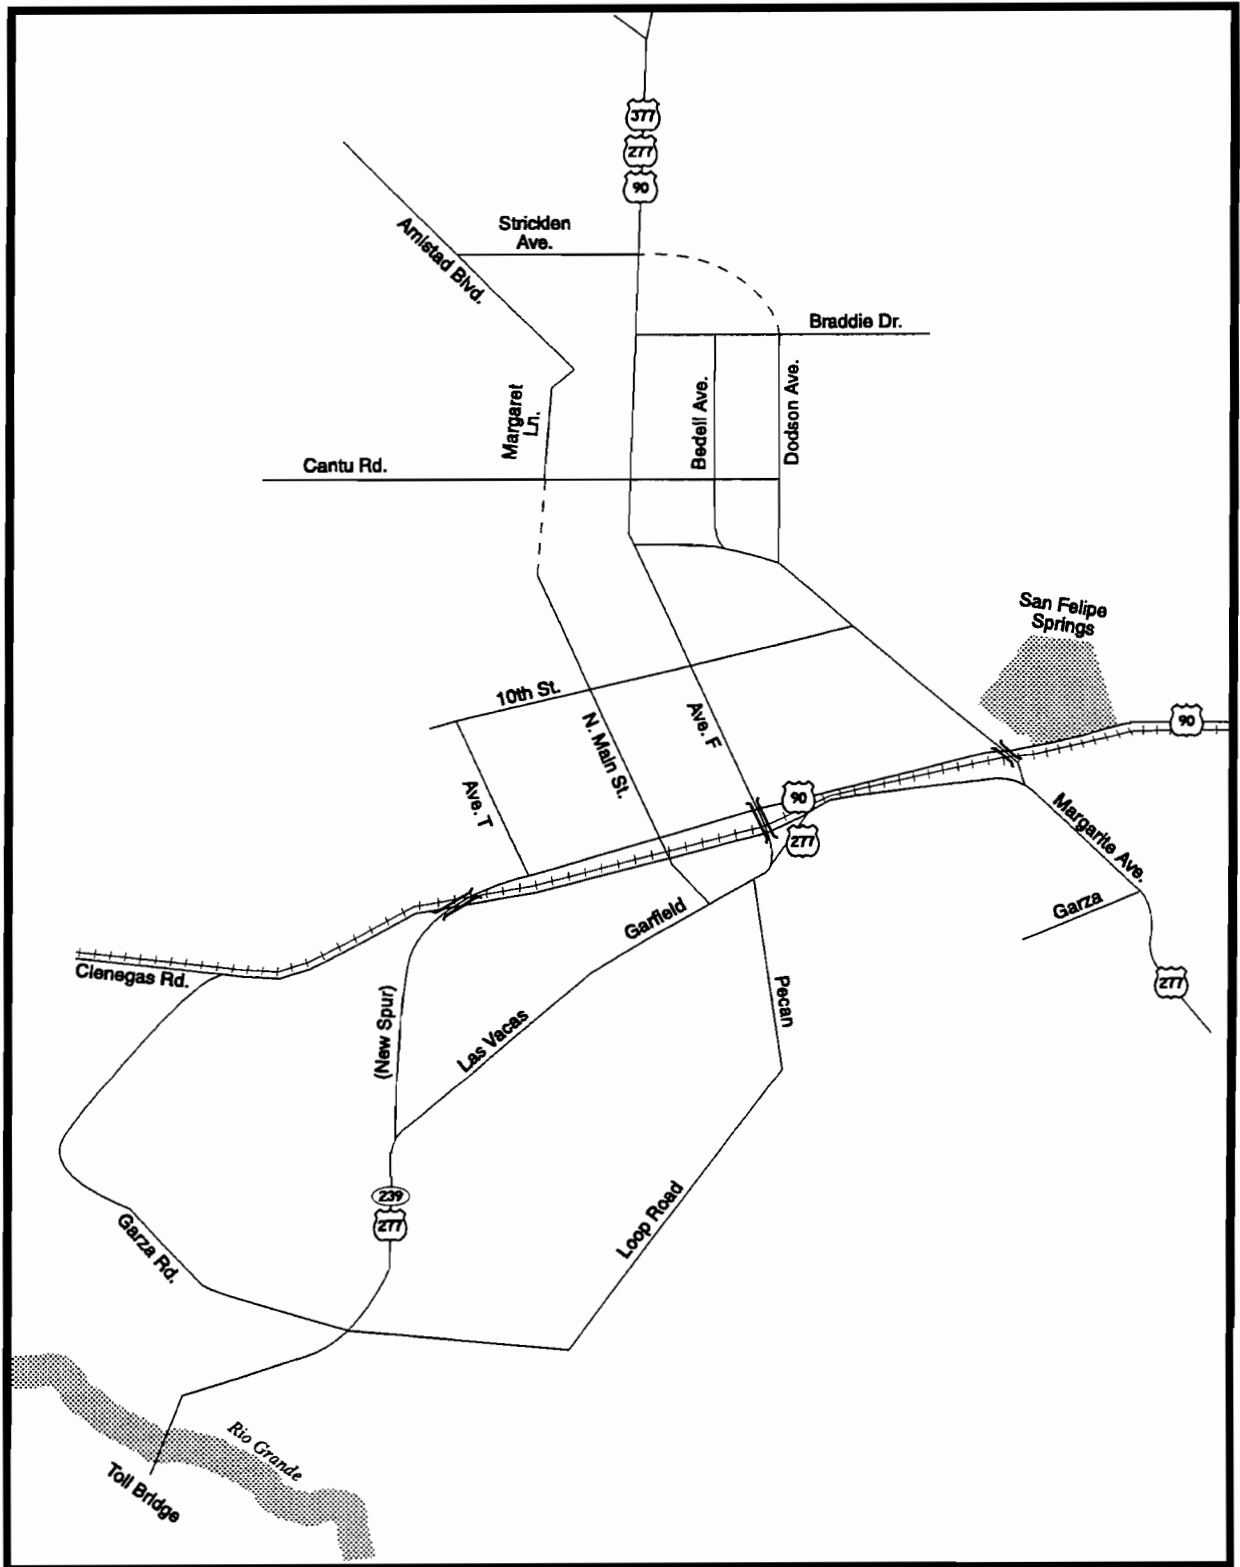 377
277
90
Stricklen
Ave.
Amistad Blvd.
Braddie Dr.
Margaret
Ln.
Bedell Ave.
Dodson Ave.
Cantu Rd.
San Felipe
Springs
10th St.
N. Main St.
Ave. F
90
Ave. T
90
277
Margarite Ave.
Garza
Garfield
Cienegas Rd.
(New Spur)
Las Vacas
Pecan
277
239
277
Garza Rd.
Loop Road
Rio Grande
Toll Bridge